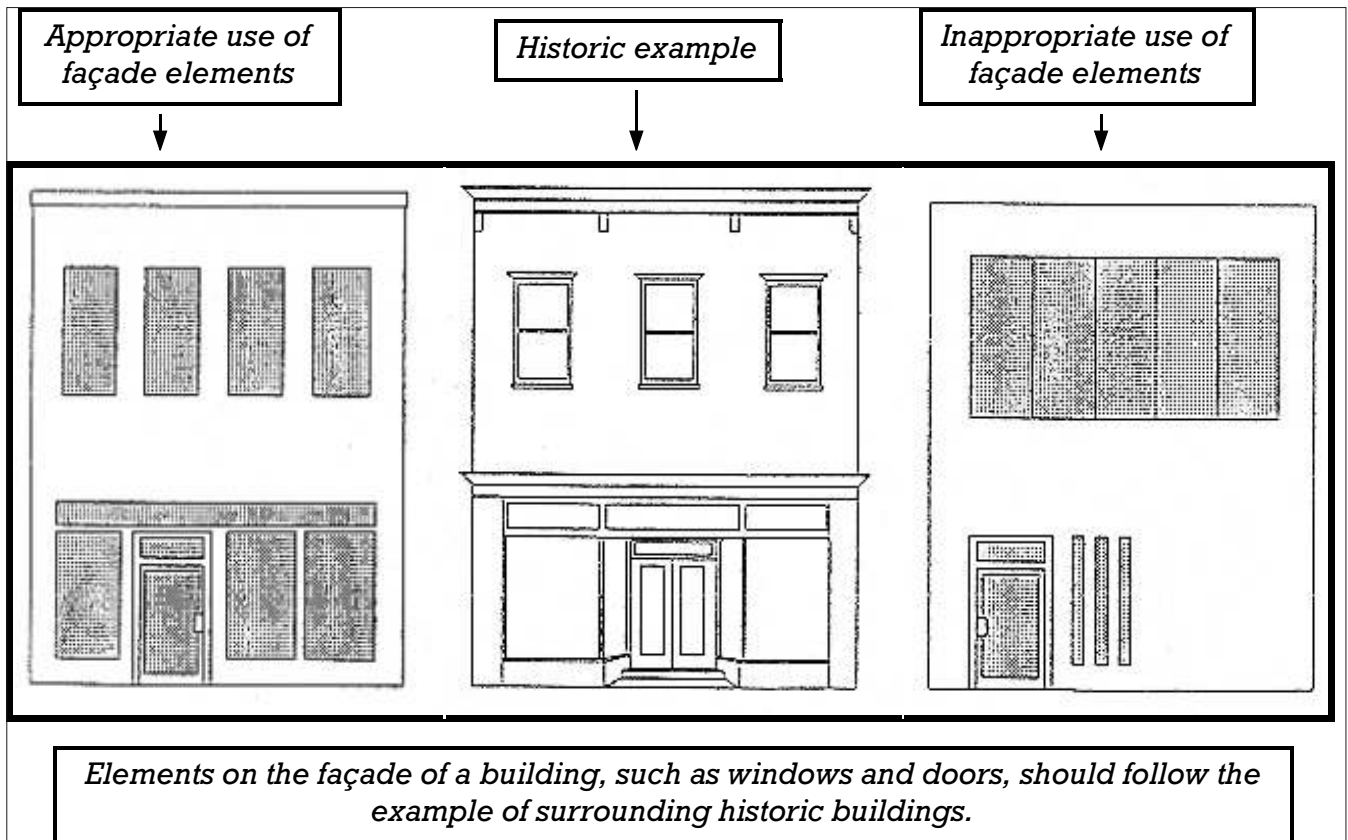 Appropriate use of
façade elements
Historic example
Inappropriate use of
façade elements
Elements on the façade of a building, such as windows and doors, should follow the
example of surrounding historic buildings.